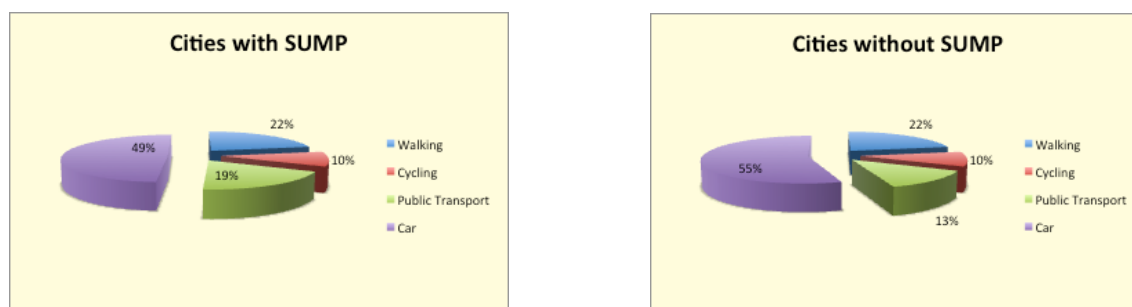 Cities with SUMP
22%
49%
10%
19%
Walking
Cycling
Public Transport
Car
Cities without SUMP
22%
55%
10%
13%
Walking
Cycling
Public Transport
Car